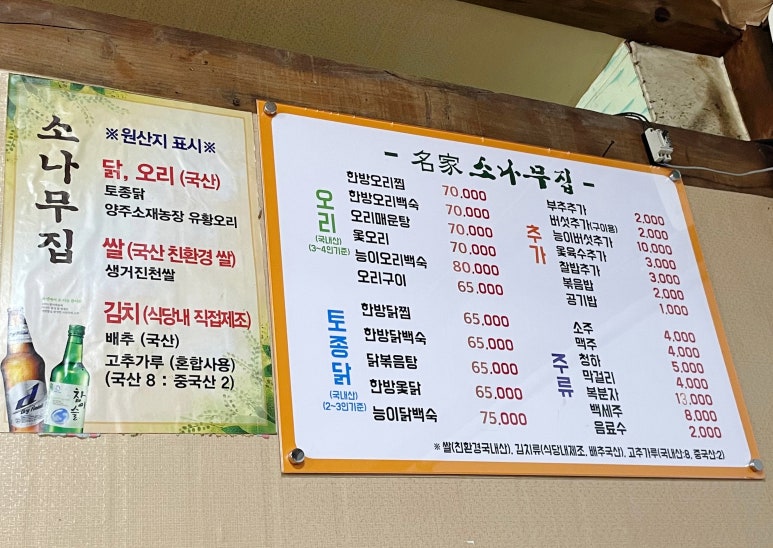 소나무집
※원산지 표시※
닭, 오리 (국산)
토종닭
양주소재농장 유황오리
쌀 (국산 친환경 쌀)
생거진천쌀
김치 (식당내 직접제조)
배추 (국산)
고추가루 (혼합사용)
(국산 8 : 중국산 2)
참이슬
- 名家 소나무집 -
오리
(국내산)
(3~4인기준)
한방오리찜 70,000
한방오리백숙 70,000
오리매운탕 70,000
옻오리 70,000
능이오리백숙 80,000
오리구이 65,000
토종닭
(국내산)
(2~3인기준)
한방닭찜 65,000
한방닭백숙 65,000
닭볶음탕 65,000
한방옻닭 65,000
능이닭백숙 75,000
추가
부추추가 2,000
버섯추가(구이용) 2,000
능이버섯추가 10,000
옻육수추가 3,000
찰밥추가 3,000
볶음밥 2,000
공기밥 1,000
주류
소주 4,000
맥주 4,000
청하 5,000
막걸리 4,000
복분자 13,000
백세주 8,000
음료수 2,000
※ 쌀(친환경국내산), 김치류(식당내제조, 배추국산), 고추가루(국내산:8, 중국산:2)